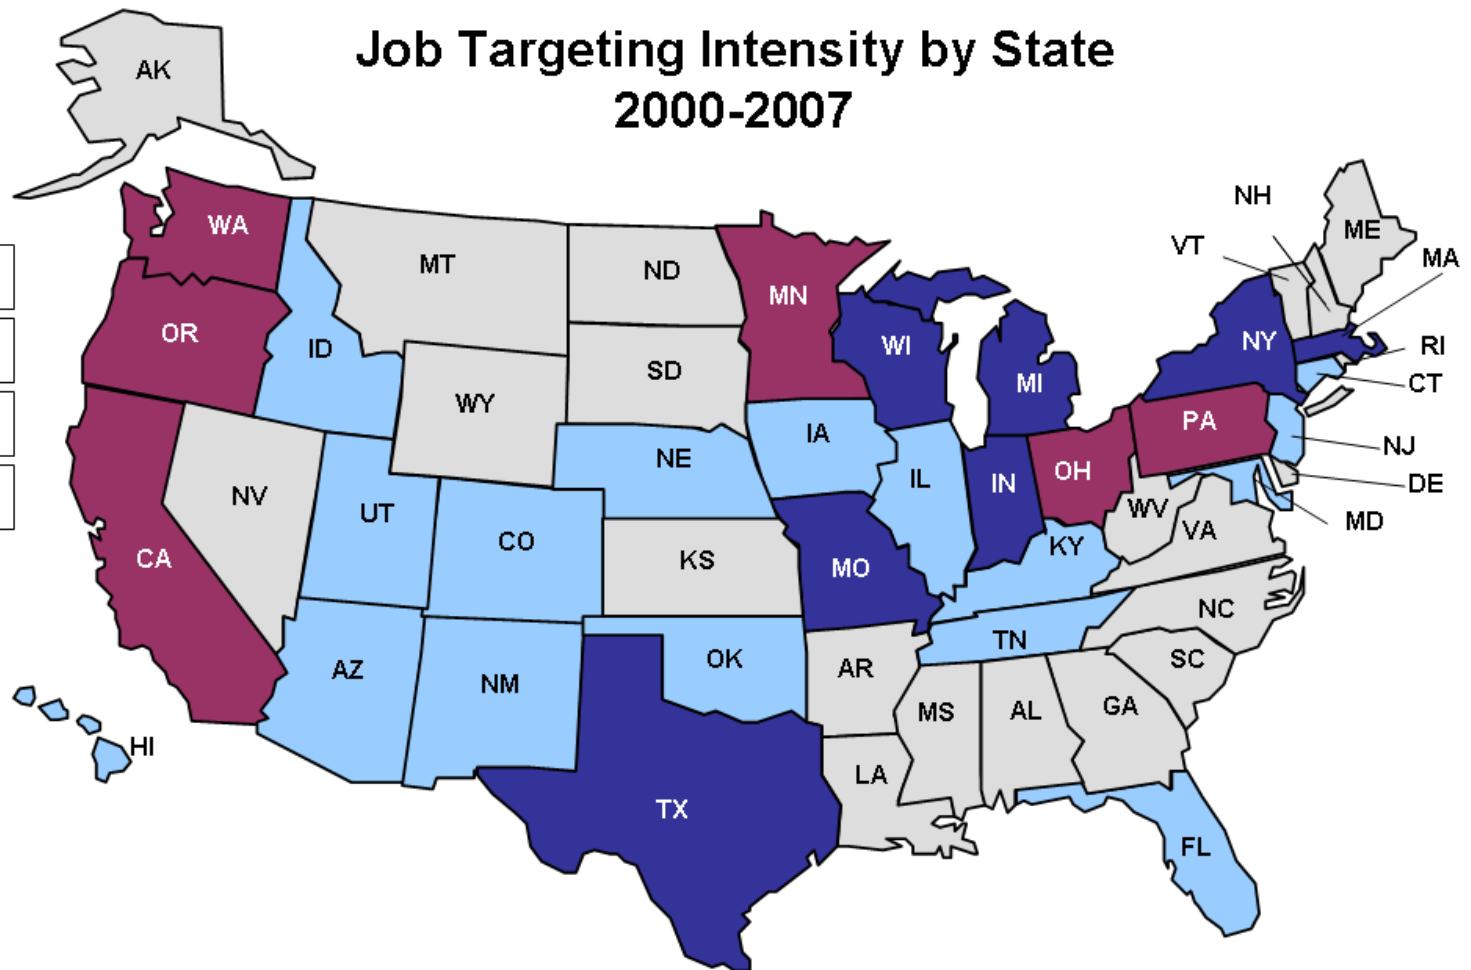 Job Targeting Intensity by State
2000-2007
AK
NH
WA
VT
ME
MT
ND
MA
MN
OR
ID
WI
NY
RI
SD
MI
CT
WY
PA
IA
NJ
NE
OH
IL
IN
DE
NV
WV
UT
MD
VA
CO
KY
CA
KS
MO
NC
TN
OK
SC
AZ
AR
NM
GA
MS
AL
HI
LA
TX
FL